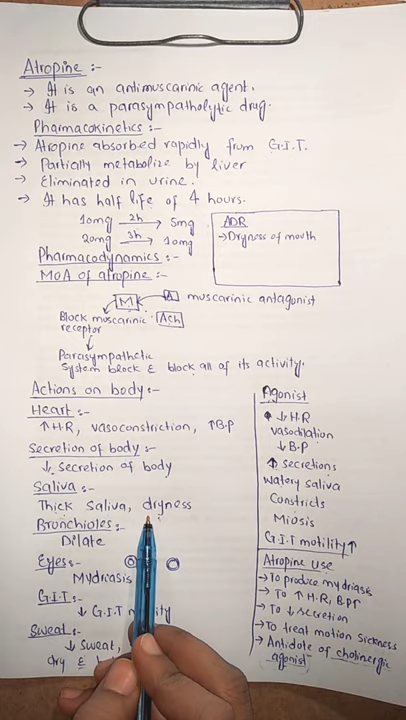 Atropine :-
→ It is an antimuscarinic agent.
→ It is a parasympatholytic drug.
Pharmacokinetics :-
→ Atropine absorbed rapidly from G.I.T.
→ Partially metabolize by liver
→ Eliminated in urine.
→ It has half life of 4 hours.
10mg 2h → 5mg
20mg 3h → 10mg
ADR
→ Dryness of mouth
Pharmacodynamics :-
MoA of atropine :-
M A muscarinic antagonist
Block muscarinic Ach
receptor
Parasympathetic
System block & block all of its activity.
Actions on body :-
Heart :-
↑ H.R, vasoconstriction, ↑B.P
Secretion of body :-
↓ secretion of body
Saliva :-
Thick Saliva, dryness
Bronchioles :-
Dilate
Eyes :-
Mydriasis
G.I.T :-
↓ G.I.T
Sweat :-
↓ Sweat,
dry &
Agonist
↓ H.R
vasodilation
↓ B.P
↑ secretions
Watery saliva
Constricts
Miosis
G.I.T motility ↑
Atropine use
→ To produce mydriasis
→ To ↑ H.R, B.P↑
→ To ↓ secretion
→ To treat motion sickness
→ Antidote of cholinergic
agonist